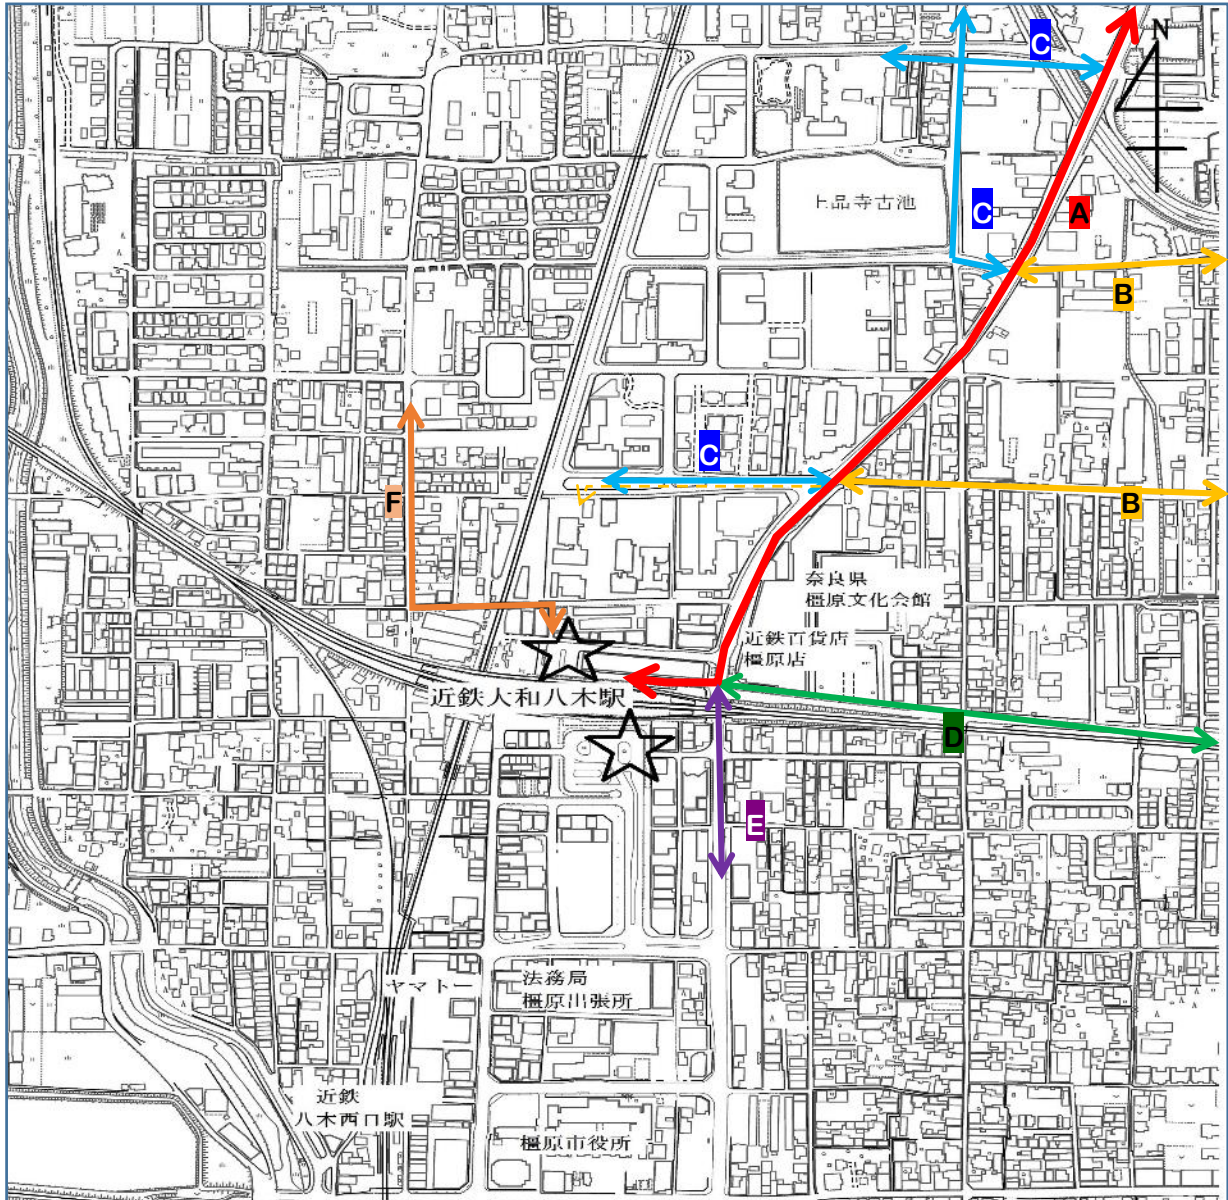 C
N
C
A
上品寺古池
B
C
F
B
奈良県
橿原文化会館
近鉄百貨店
橿原店
近鉄大和八木駅
D
E
ヤマトー
法務局
橿原出張所
近鉄
八木西口駅
橿原市役所